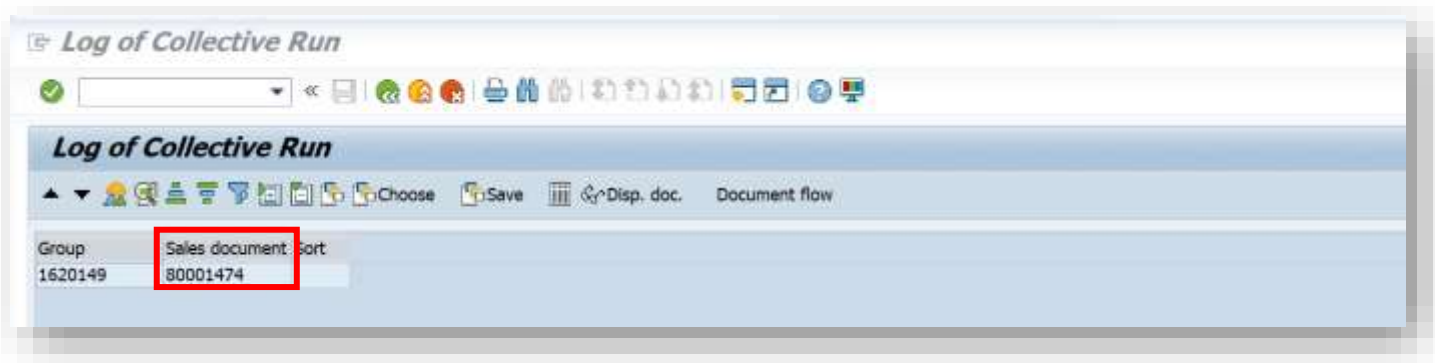 Log of Collective Run
Log of Collective Run
Choose Save Disp. doc. Document flow
Group Sales document Sort
1620149 80001474